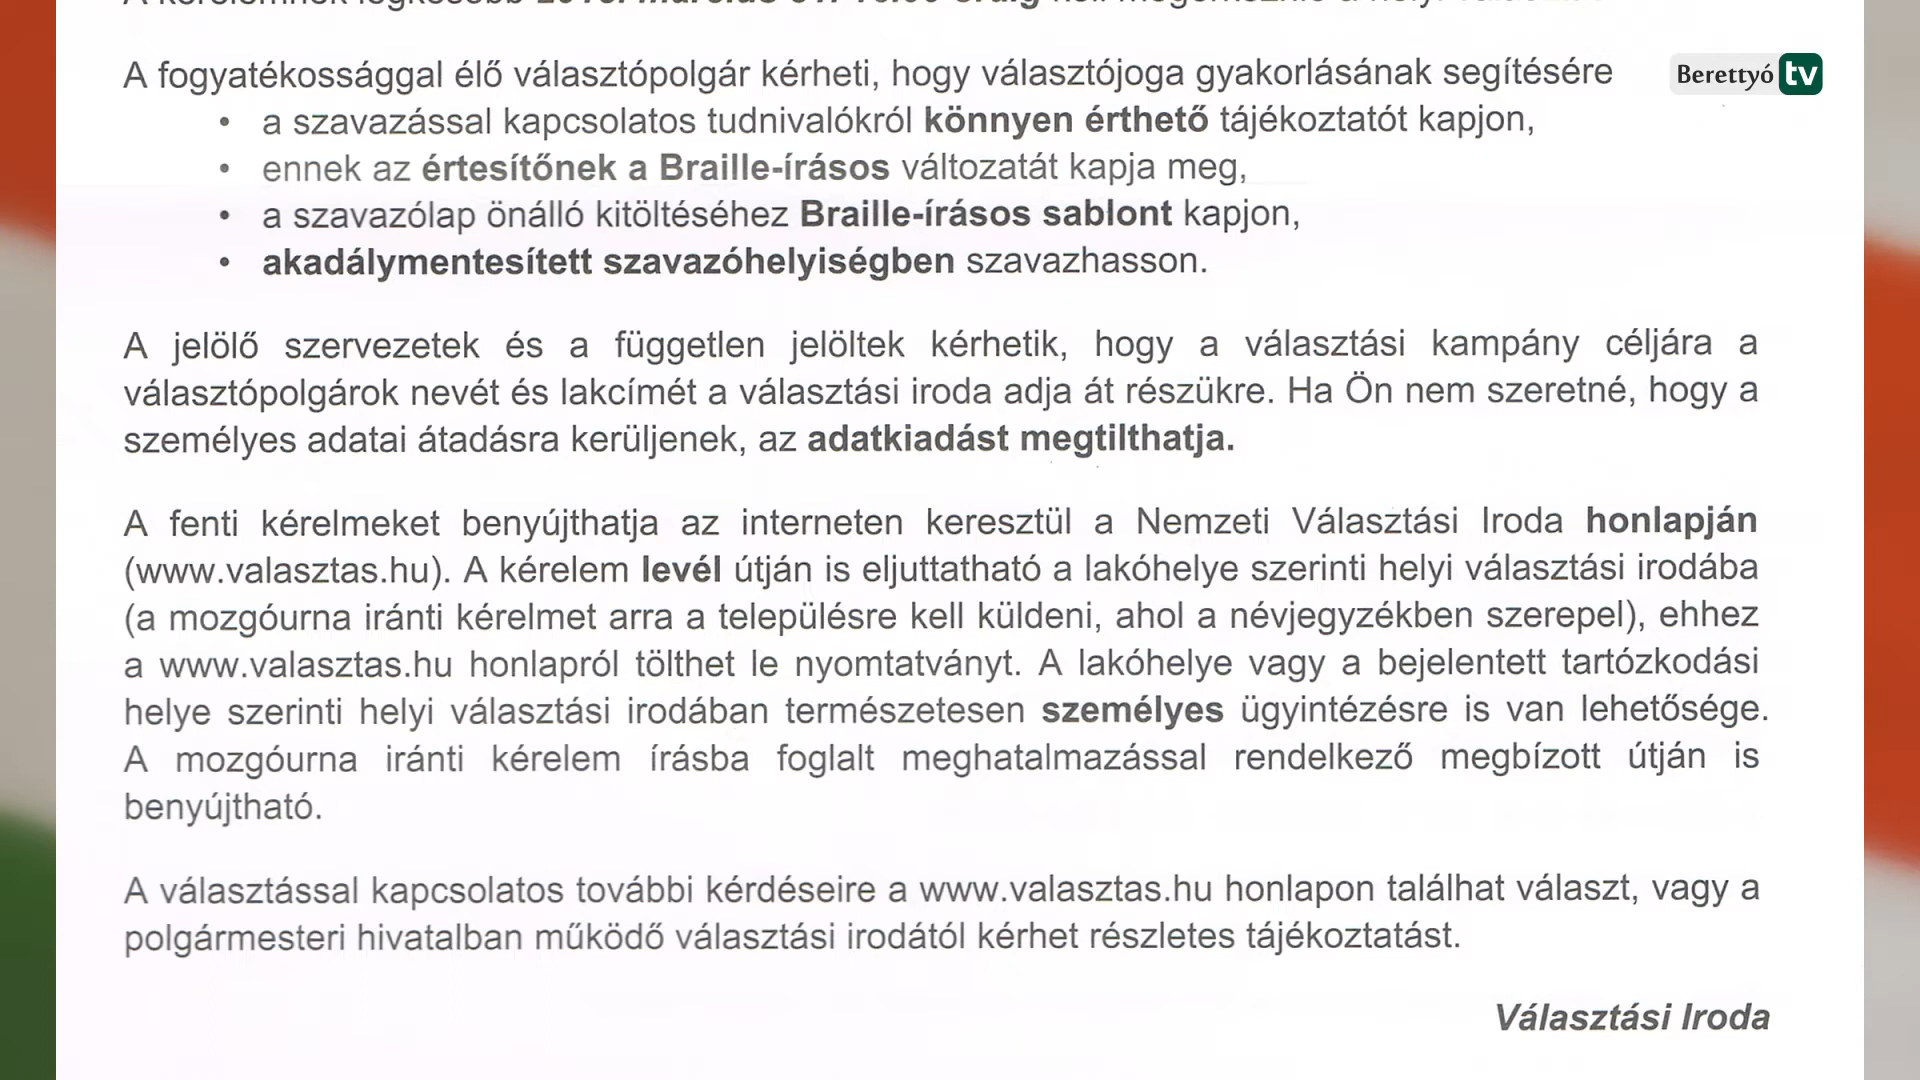 A fogyatékossággal élő választópolgár kérheti, hogy választójoga gyakorlásának segítésére
• a szavazással kapcsolatos tudnivalókról könnyen érthető tájékoztatót kapjon,
• ennek az értesítőnek a Braille-írásos változatát kapja meg,
• a szavazólap önálló kitöltéséhez Braille-írásos sablont kapjon,
• akadálymentesített szavazóhelyiségben szavazhasson.
A jelölő szervezetek és a független jelöltek kérhetik, hogy a választási kampány céljára a
választópolgárok nevét és lakcímét a választási iroda adja át részükre. Ha Ön nem szeretné, hogy a
személyes adatai átadásra kerüljenek, az adatkiadást megtilthatja.
A fenti kérelmeket benyújthatja az interneten keresztül a Nemzeti Választási Iroda honlapján
(www.valasztas.hu). A kérelem levél útján is eljuttatható a lakóhelye szerinti helyi választási irodába
(a mozgóurna iránti kérelmet arra a településre kell küldeni, ahol a névjegyzékben szerepel), ehhez
a www.valasztas.hu honlapról tölthet le nyomtatványt. A lakóhelye vagy a bejelentett tartózkodási
helye szerinti helyi választási irodában természetesen személyes ügyintézésre is van lehetősége.
A mozgóurna iránti kérelem írásba foglalt meghatalmazással rendelkező megbízott útján is
benyújtható.
A választással kapcsolatos további kérdéseire a www.valasztas.hu honlapon találhat választ, vagy a
polgármesteri hivatalban működő választási irodától kérhet részletes tájékoztatást.
Választási Iroda
Berettyó tv